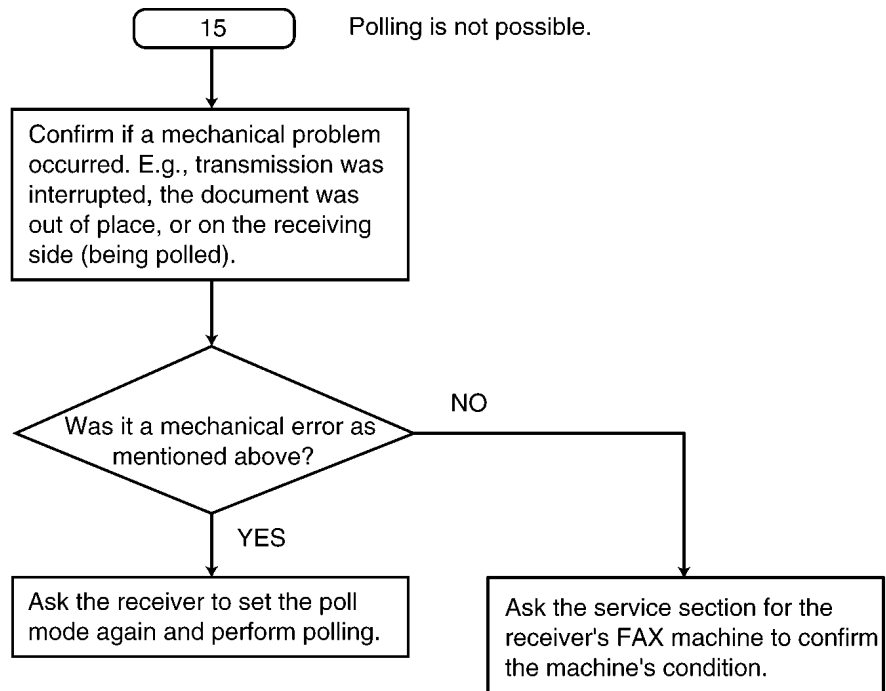 15
Polling is not possible.
Confirm if a mechanical problem
occurred. E.g., transmission was
interrupted, the document was
out of place, or on the receiving
side (being polled).
Was it a mechanical error as
mentioned above?
NO
YES
Ask the receiver to set the poll
mode again and perform polling.
Ask the service section for the
receiver's FAX machine to confirm
the machine's condition.